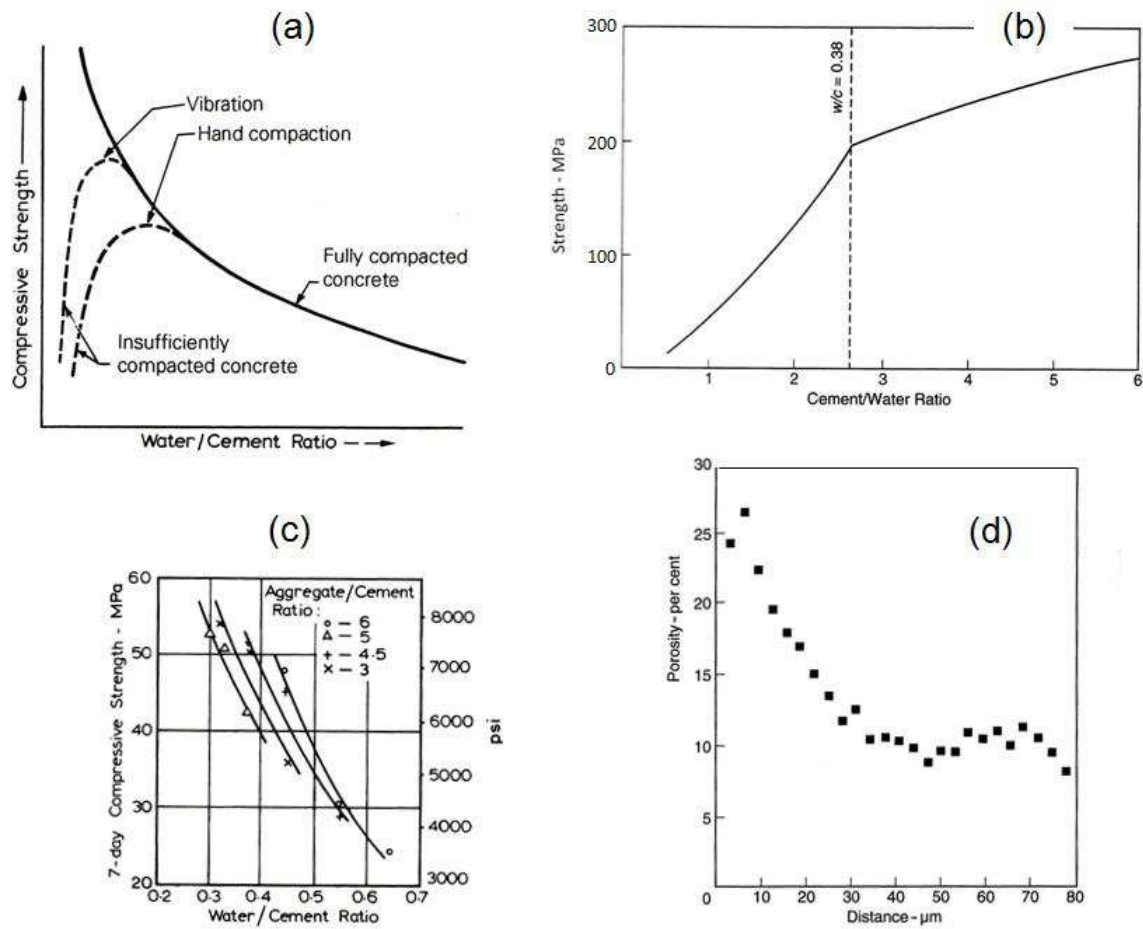 (a)
Compressive Strength
Vibration
Hand compaction
Fully compacted
concrete
Insufficiently
compacted concrete
Water/Cement Ratio
(b)
300
200
100
0
Strength - MPa
w/c = 0.38
1 2 3 4 5 6
Cement/Water Ratio
(c)
60
50
40
30
20
7-day Compressive Strength - MPa
Aggregate/Cement
Ratio :
o - 6
△ - 5
+ - 4·5
× - 3
8000
7000
6000
5000
4000
3000
psi
0·2 0·3 0·4 0·5 0·6 0·7
Water/Cement Ratio
(d)
30
25
20
15
10
5
0
Porosity - per cent
10 20 30 40 50 60 70 80
Distance - μm